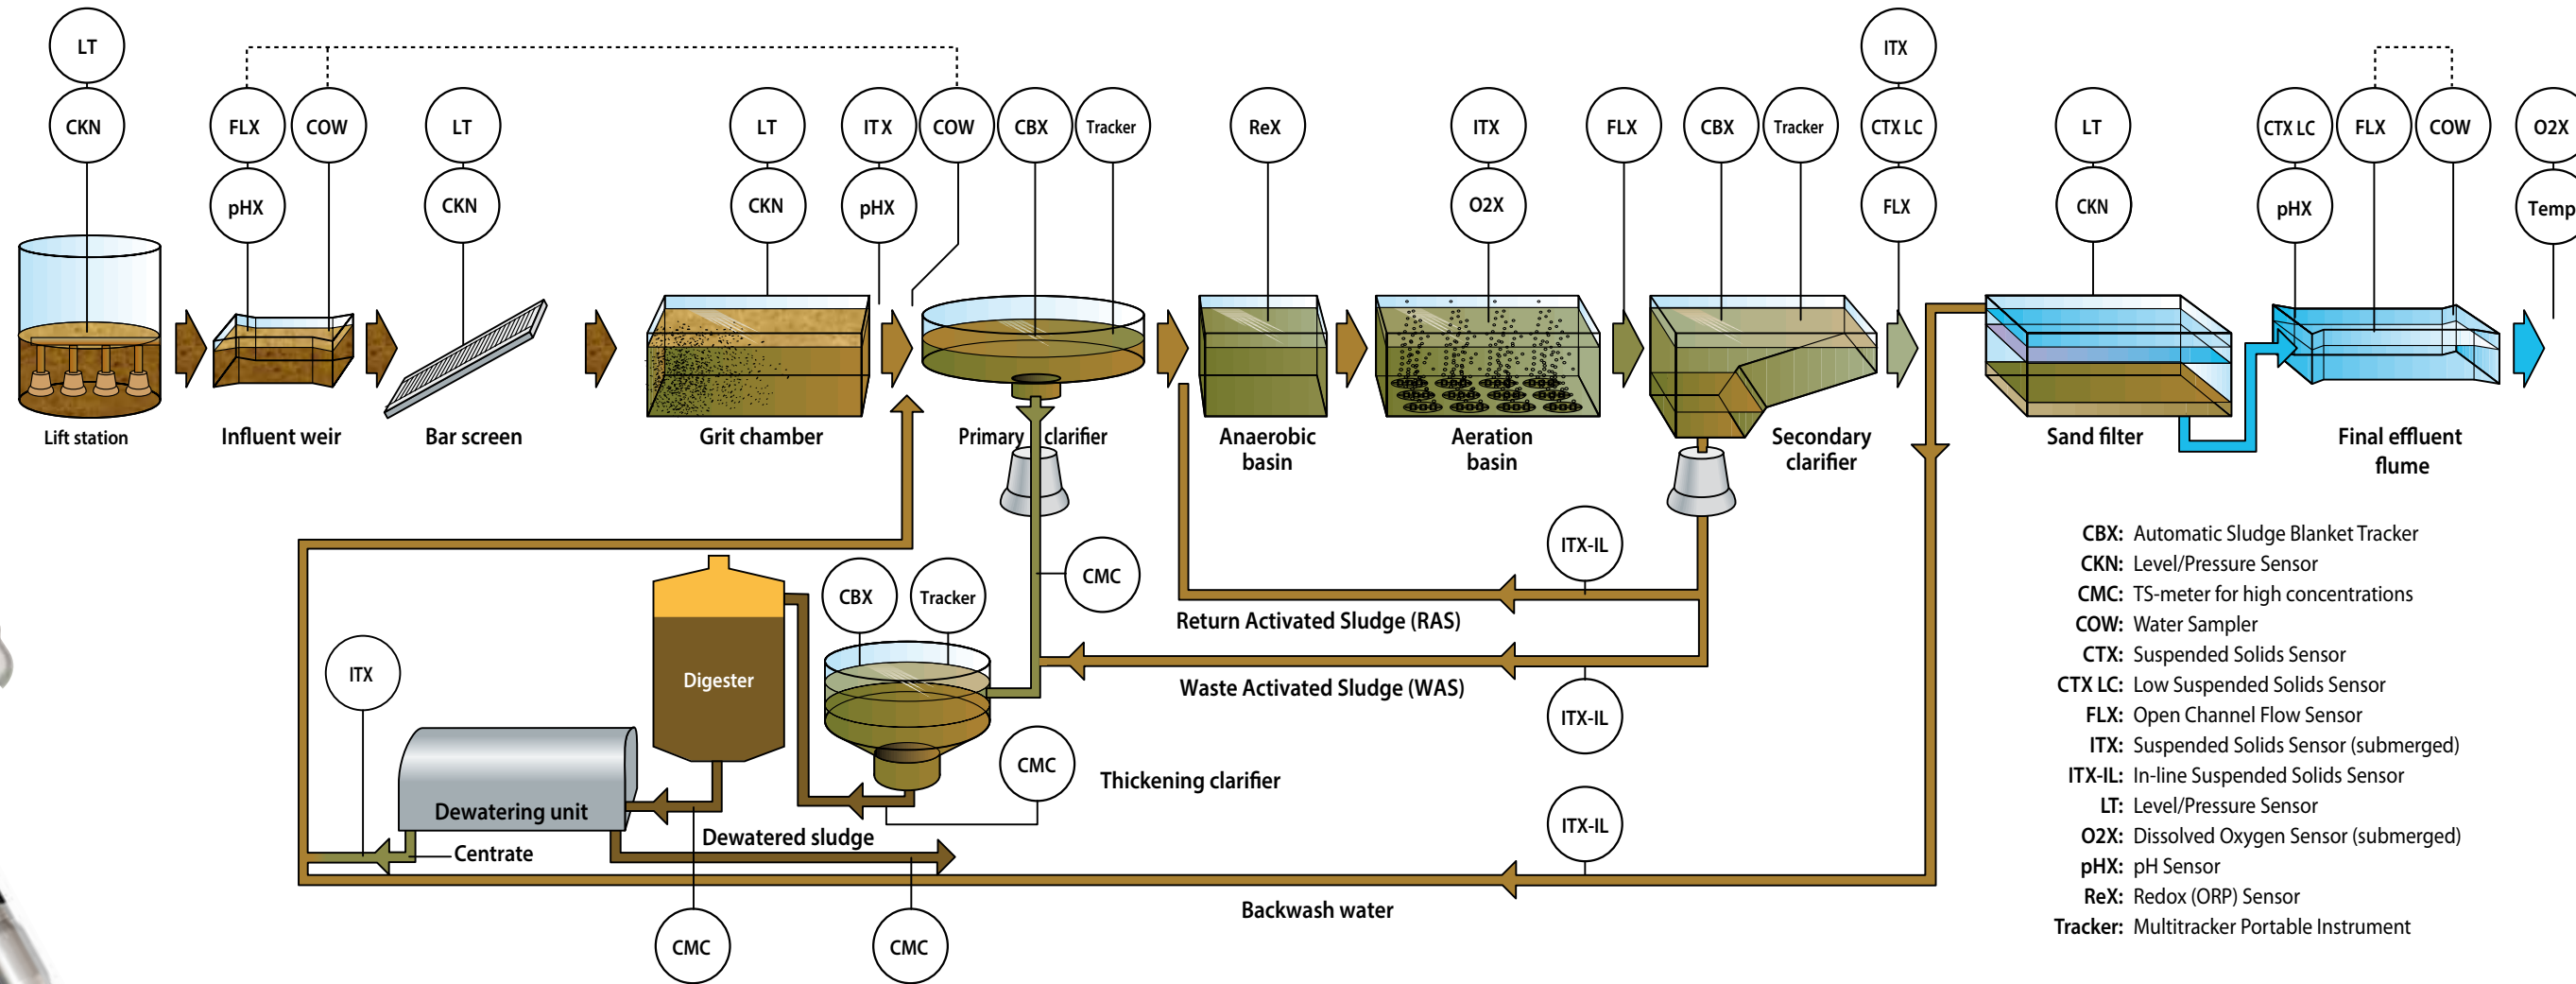 LT
CKN
FLX
COW
pHX
LT
CKN
LT
CKN
ITX
pHX
COW
CBX
Tracker
ReX
ITX
O2X
FLX
CBX
Tracker
ITX
CTX LC
FLX
LT
CKN
CTX LC
pHX
FLX
COW
O2X
Temp
Lift station
Influent weir
Bar screen
Grit chamber
Primary clarifier
Anaerobic
basin
Aeration
basin
Secondary
clarifier
Sand filter
Final effluent
flume
ITX-IL
CMC
Return Activated Sludge (RAS)
CBX
Tracker
Digester
ITX
Waste Activated Sludge (WAS)
ITX-IL
CMC
Thickening clarifier
Dewatering unit
Dewatered sludge
Centrate
ITX-IL
Backwash water
CMC
CMC
CBX: Automatic Sludge Blanket Tracker
CKN: Level/Pressure Sensor
CMC: TS-meter for high concentrations
COW: Water Sampler
CTX: Suspended Solids Sensor
CTX LC: Low Suspended Solids Sensor
FLX: Open Channel Flow Sensor
ITX: Suspended Solids Sensor (submerged)
ITX-IL: In-line Suspended Solids Sensor
LT: Level/Pressure Sensor
O2X: Dissolved Oxygen Sensor (submerged)
pHX: pH Sensor
ReX: Redox (ORP) Sensor
Tracker: Multitracker Portable Instrument